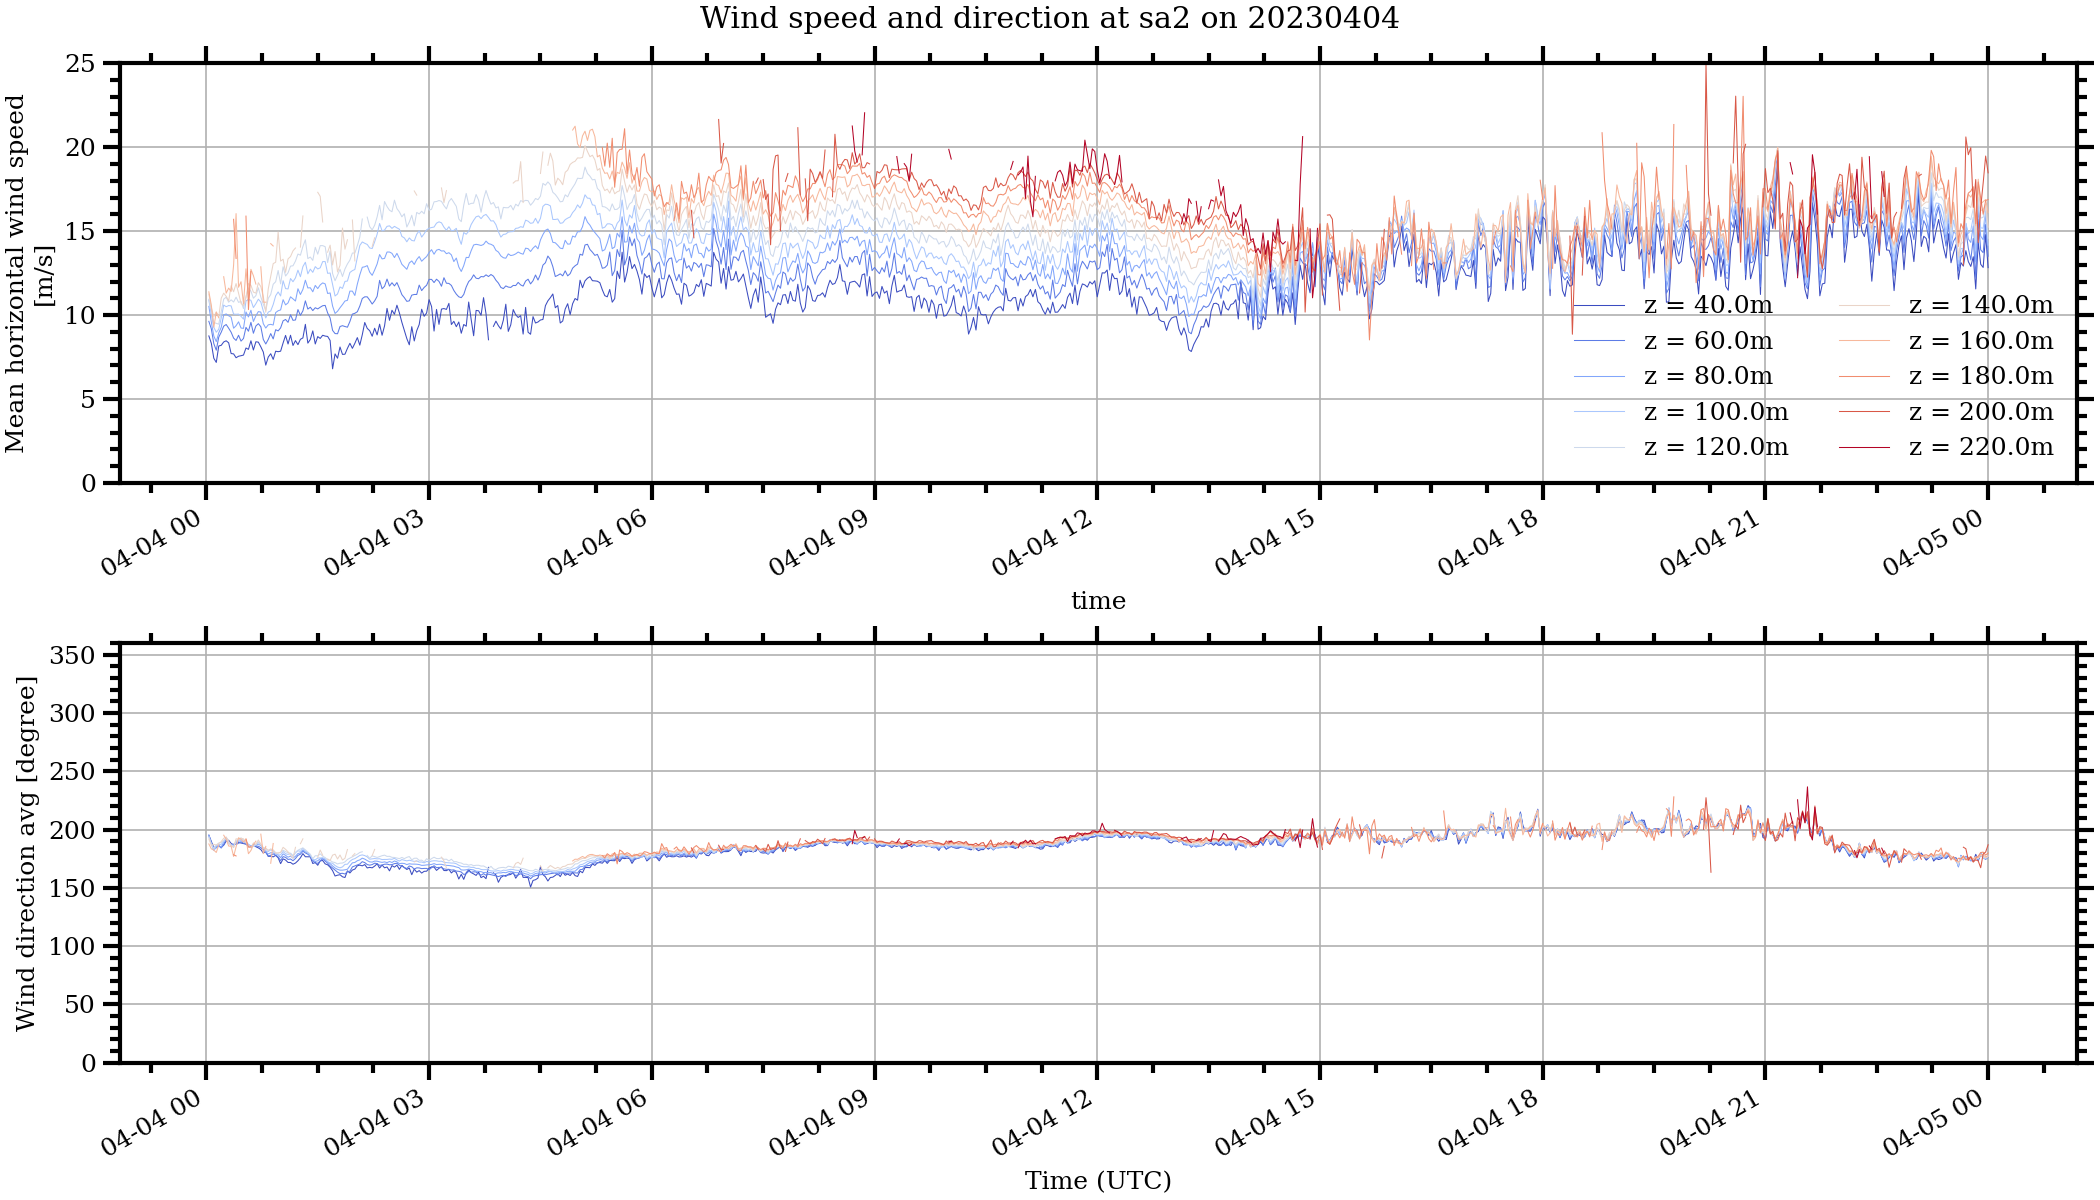 Wind speed and direction at sa2 on 20230404
Mean horizontal wind speed
[m/s]
25
20
15
10
5
0
z = 40.0m
z = 60.0m
z = 80.0m
z = 100.0m
z = 120.0m
z = 140.0m
z = 160.0m
z = 180.0m
z = 200.0m
z = 220.0m
04-04 00
04-04 03
04-04 06
04-04 09
04-04 12
04-04 15
04-04 18
04-04 21
04-05 00
time
Wind direction avg [degree]
350
300
250
200
150
100
50
0
04-04 00
04-04 03
04-04 06
04-04 09
04-04 12
04-04 15
04-04 18
04-04 21
04-05 00
Time (UTC)